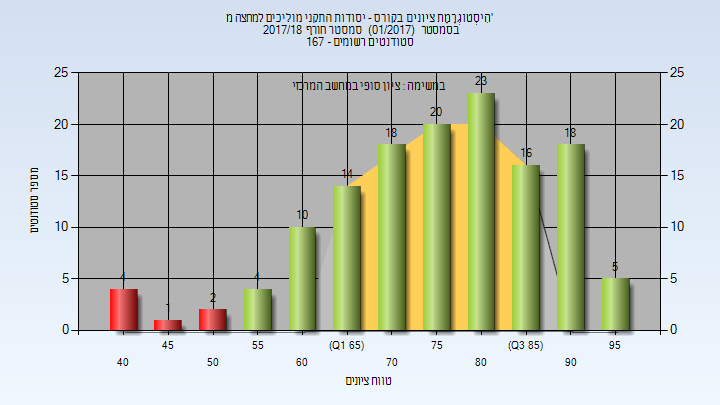 היסטוגרמת ציונים בקורס - יסודות התקני מוליכים למחצה מ'
בסמסטר (01/2017) סמסטר חורף 2017/18
סטודנטים רשומים - 167
במשימה : ציון סופי במחשב המרכזי
25 25
23
20 20 20
18 18
16
15 15
14
10 10 10
5 5 5
4 1 2 4
0 0
45 55 (Q1 65) 75 (Q3 85) 95
40 50 60 70 80 90
מספר סטודנטים
טווח ציונים